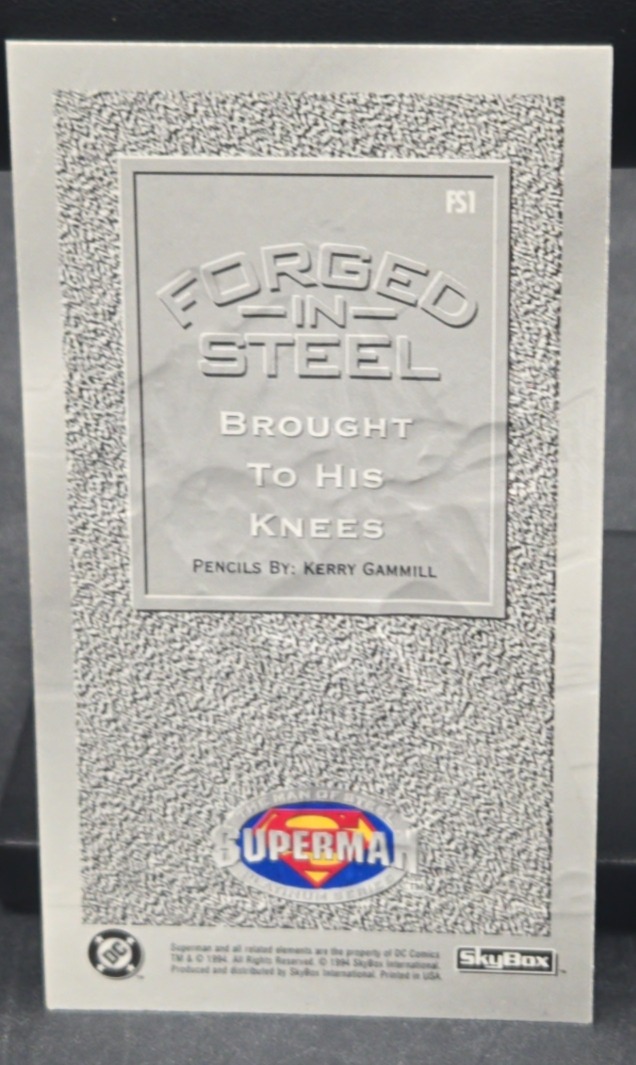 FS1
FORGED
-IN-
STEEL
BROUGHT
TO HIS
KNEES
PENCILS BY: KERRY GAMMILL
SUPERMAN
DC
Superman and all related elements are the property of DC Comics
TM & © 1994. All Rights Reserved. © 1994 SkyBox International.
Produced and distributed by SkyBox International. Printed in USA.
SkyBox